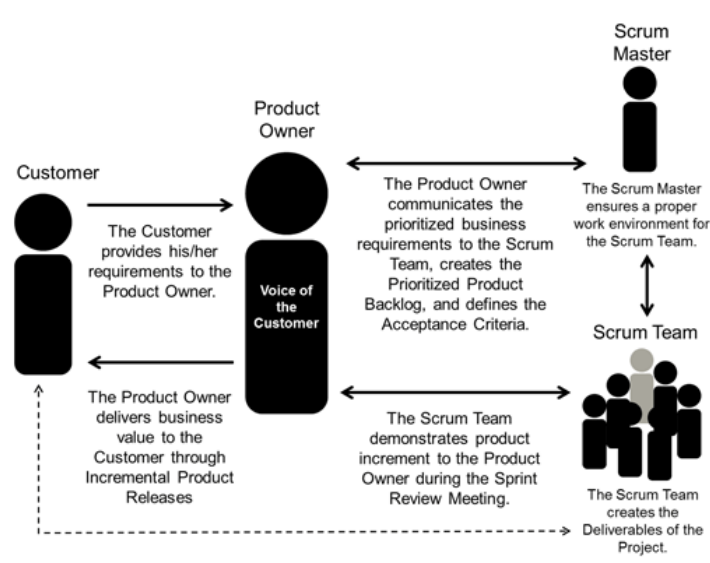 Scrum
Master
Product
Owner
Customer
The Customer
provides his/her
requirements to the
Product Owner.
Voice of
the
Customer
The Product Owner
communicates the
prioritized business
requirements to the Scrum
Team, creates the
Prioritized Product
Backlog, and defines the
Acceptance Criteria.
The Scrum Master
ensures a proper
work environment for
the Scrum Team.
Scrum Team
The Product Owner
delivers business
value to the
Customer through
Incremental Product
Releases
The Scrum Team
demonstrates product
increment to the Product
Owner during the Sprint
Review Meeting.
The Scrum Team
creates the
Deliverables of the
Project.